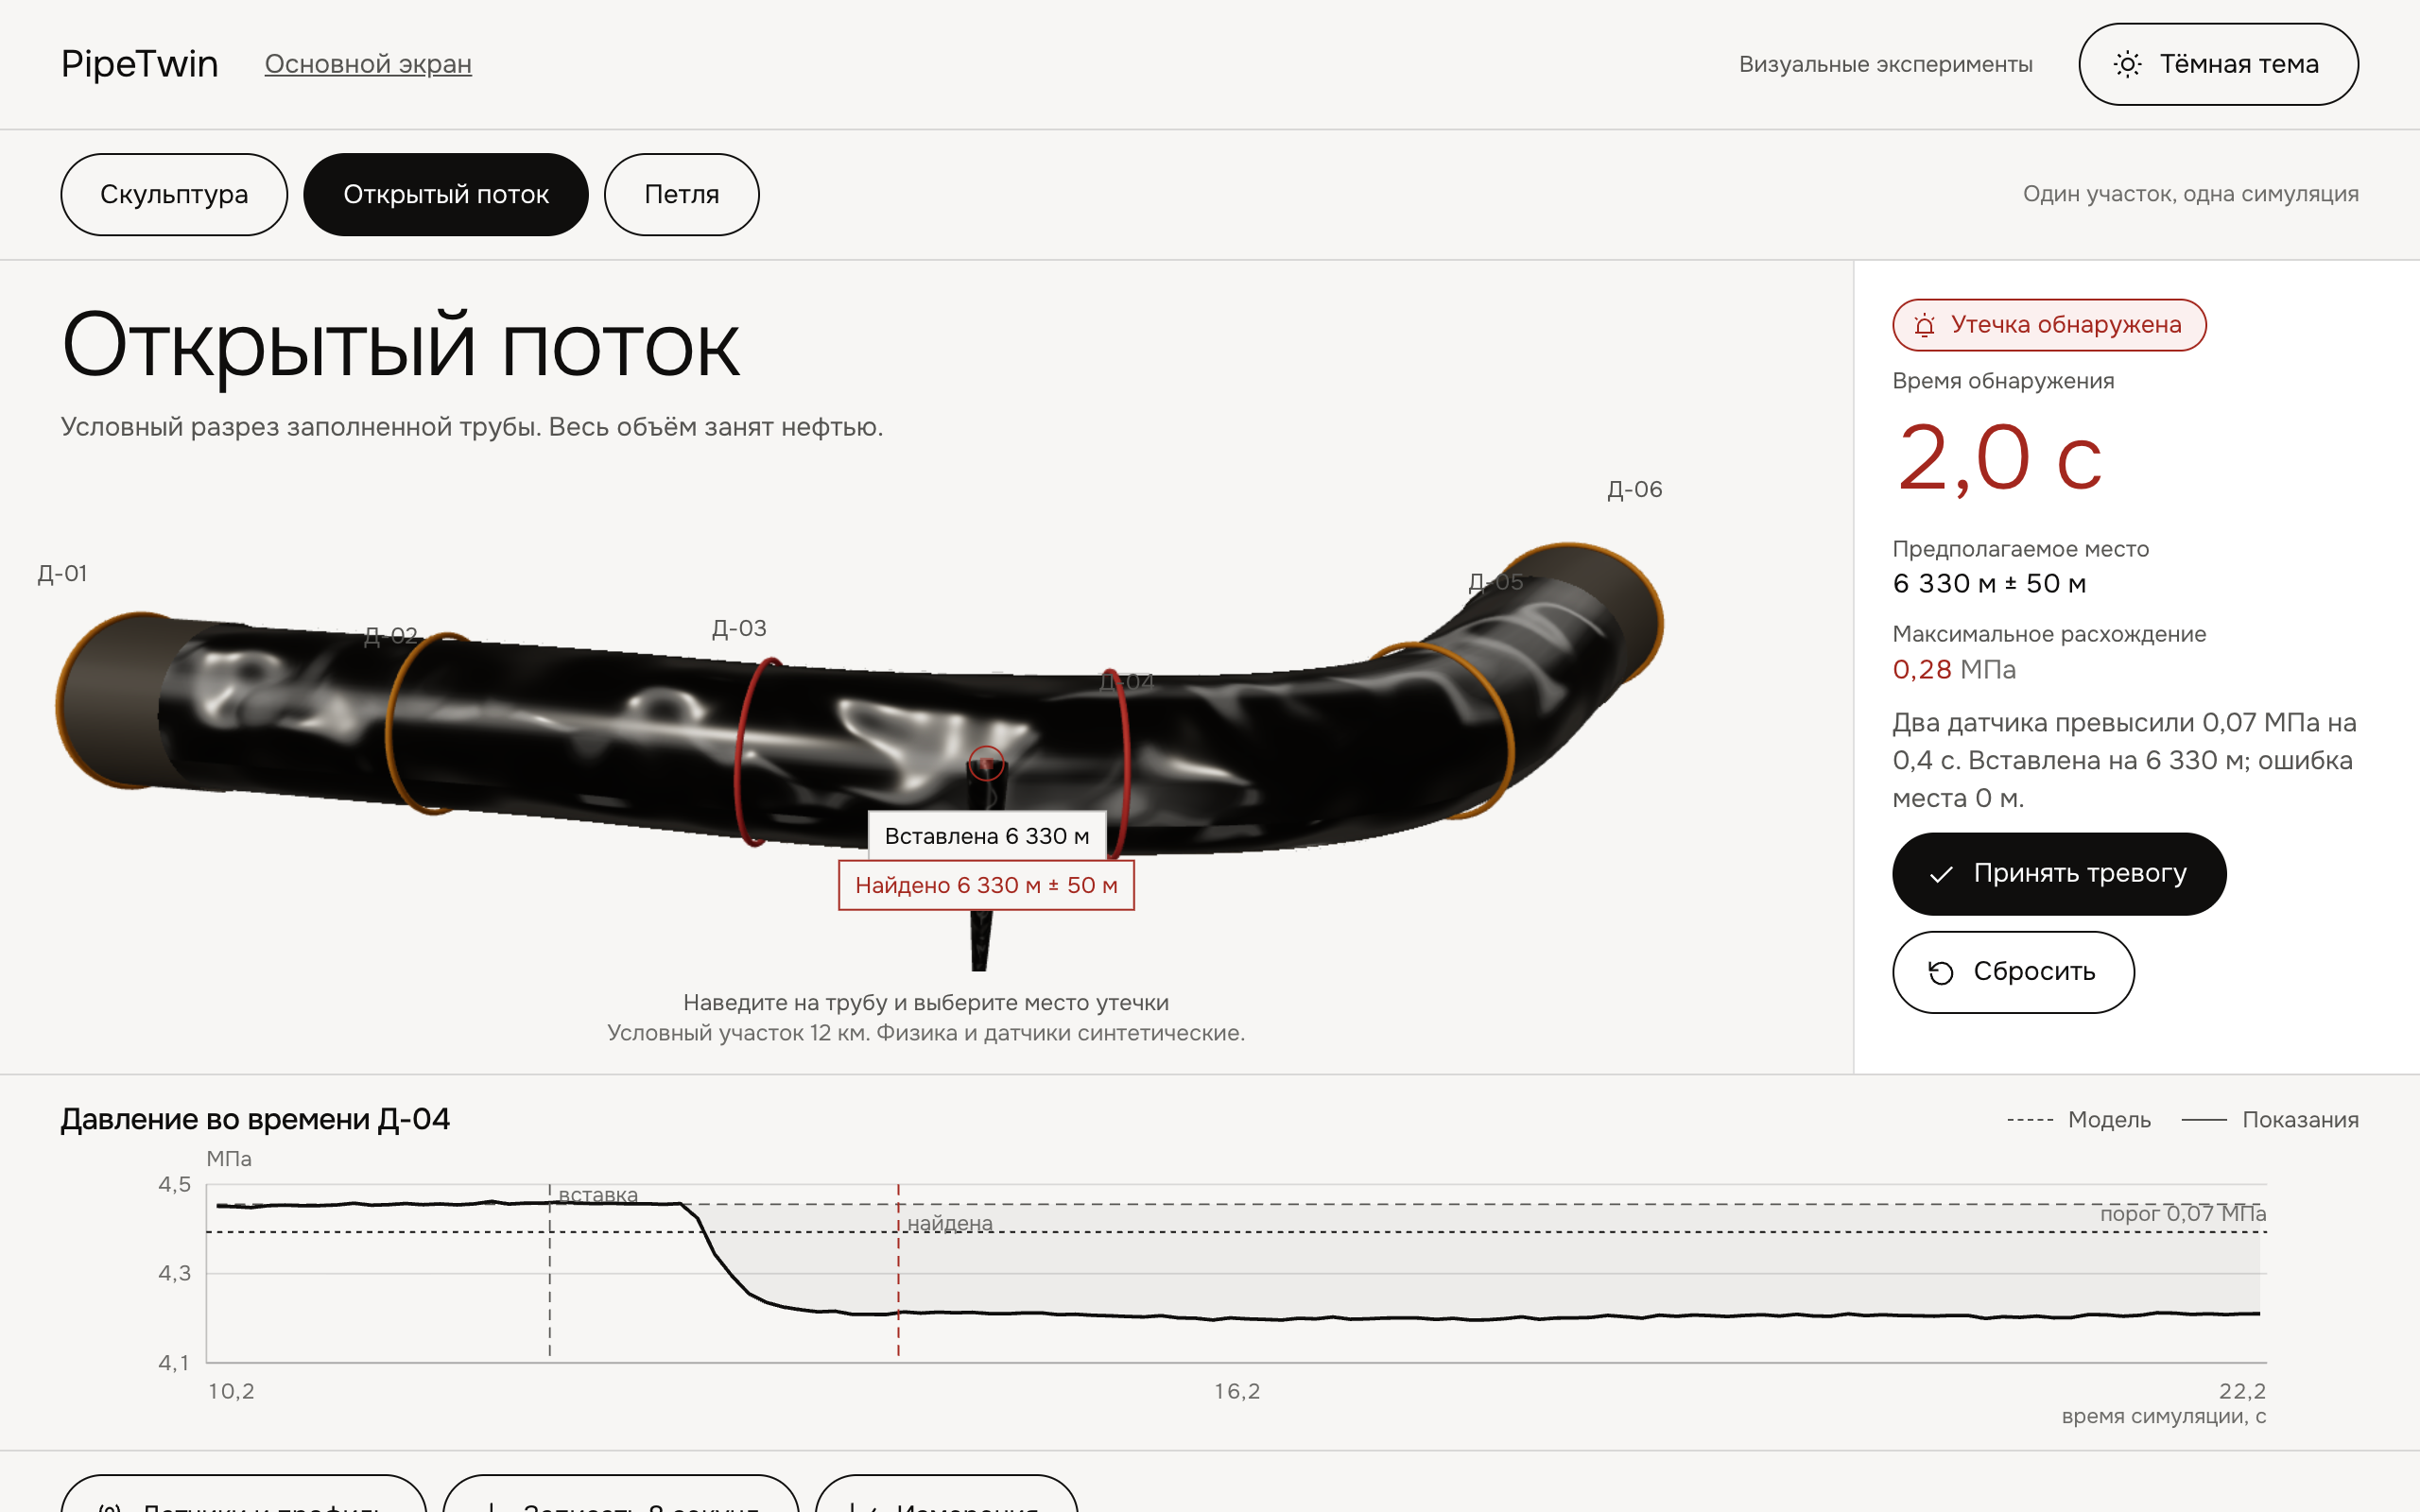 PipeTwin
Основной экран
Визуальные эксперименты
Тёмная тема
Скульптура
Открытый поток
Петля
Один участок, одна симуляция
Открытый поток
Условный разрез заполненной трубы. Весь объём занят нефтью.
Д-01
Д-02
Д-03
Д-04
Д-05
Д-06
Вставлена 6 330 м
Найдено 6 330 м ± 50 м
Наведите на трубу и выберите место утечки
Условный участок 12 км. Физика и датчики синтетические.
Утечка обнаружена
Время обнаружения
2,0 с
Предполагаемое место
6 330 м ± 50 м
Максимальное расхождение
0,28 МПа
Два датчика превысили 0,07 МПа на
0,4 с. Вставлена на 6 330 м; ошибка
места 0 м.
Принять тревогу
Сбросить
Давление во времени Д-04
Модель
Показания
МПа
4,5
4,3
4,1
вставка
найдена
порог 0,07 МПа
10,2
16,2
22,2
время симуляции, с
Датчики и профиль
8 секунд
Измерения